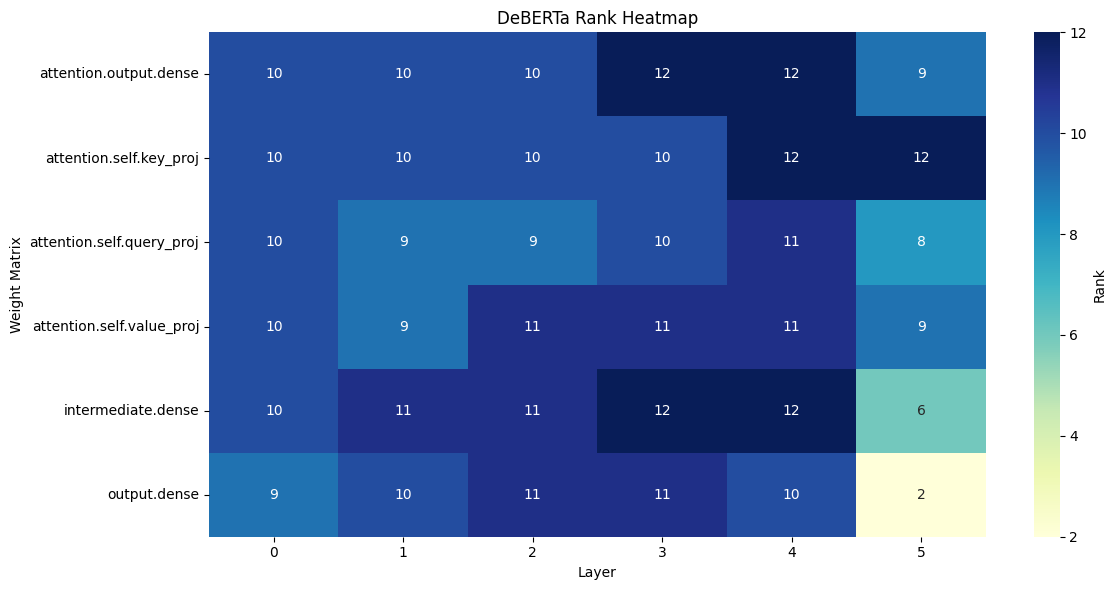 DeBERTa Rank Heatmap
Weight Matrix
attention.output.dense 10 10 10 12 12 9
attention.self.key_proj 10 10 10 10 12 12
attention.self.query_proj 10 9 9 10 11 8
attention.self.value_proj 10 9 11 11 11 9
intermediate.dense 10 11 11 12 12 6
output.dense 9 10 11 11 10 2
0 1 2 3 4 5
Layer
12
10
8
6
4
2
Rank